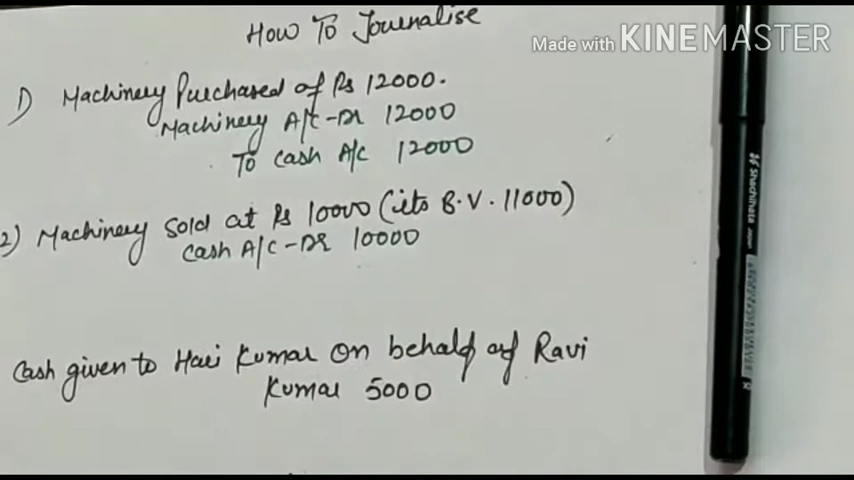 How To Journalise
Made with KINEMASTER
1) Machinery Purchased of Rs 12000.
Machinery A/c - Dr 12000
To Cash A/c 12000
2) Machinery Sold at Rs 10000 (its B.V. 11000)
Cash A/c - Dr 10000
Cash given to Hari Kumar On behalf of Ravi
Kumar 5000
Shachihata